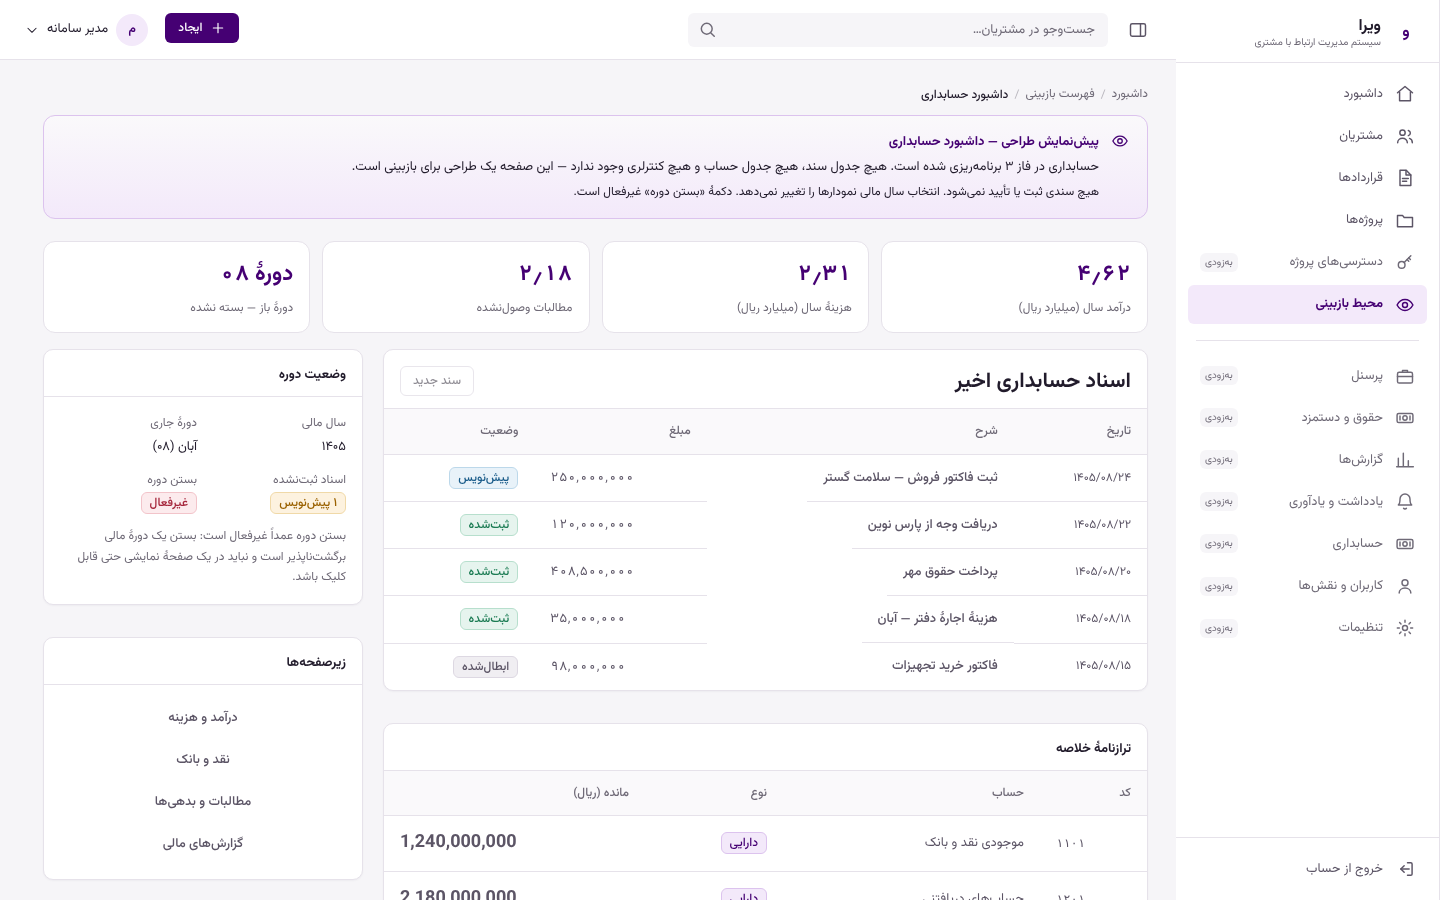 و
ویرا
سیستم مدیریت ارتباط با مشتری
جست‌وجو در مشتریان...
ایجاد
م
مدیر سامانه
داشبورد
مشتریان
قراردادها
پروژه‌ها
دسترسی‌های پروژه
به‌زودی
محیط بازبینی
پرسنل
به‌زودی
حقوق و دستمزد
به‌زودی
گزارش‌ها
به‌زودی
یادداشت و یادآوری
به‌زودی
حسابداری
به‌زودی
کاربران و نقش‌ها
به‌زودی
تنظیمات
به‌زودی
خروج از حساب
داشبورد / فهرست بازبینی / داشبورد حسابداری
پیش‌نمایش طراحی — داشبورد حسابداری
حسابداری در فاز ۳ برنامه‌ریزی شده است. هیچ جدول سند، هیچ جدول حساب و هیچ کنترلری وجود ندارد — این صفحه یک طراحی برای بازبینی است.
هیچ سندی ثبت یا تأیید نمی‌شود. انتخاب سال مالی نمودارها را تغییر نمی‌دهد. دکمهٔ «بستن دوره» غیرفعال است.
۴٫۶۲
درآمد سال (میلیارد ریال)
۲٫۳۱
هزینهٔ سال (میلیارد ریال)
۲٫۱۸
مطالبات وصول‌نشده
دورهٔ ۰۸
دورهٔ باز — بسته نشده
اسناد حسابداری اخیر
سند جدید
تاریخ شرح مبلغ وضعیت
۱۴۰۵/۰۸/۲۴ ثبت فاکتور فروش — سلامت گستر ۲۵۰,۰۰۰,۰۰۰ پیش‌نویس
۱۴۰۵/۰۸/۲۲ دریافت وجه از پارس نوین ۱۲۰,۰۰۰,۰۰۰ ثبت‌شده
۱۴۰۵/۰۸/۲۰ پرداخت حقوق مهر ۴۰۸,۵۰۰,۰۰۰ ثبت‌شده
۱۴۰۵/۰۸/۱۸ هزینهٔ اجارهٔ دفتر — آبان ۳۵,۰۰۰,۰۰۰ ثبت‌شده
۱۴۰۵/۰۸/۱۵ فاکتور خرید تجهیزات ۹۸,۰۰۰,۰۰۰ ابطال‌شده
ترازنامهٔ خلاصه
کد حساب نوع مانده (ریال)
۱۱۰۱ موجودی نقد و بانک دارایی 1,240,000,000
۱۲۰۱ حساب‌های دریافتنی دارایی 2,180,000,000
وضعیت دوره
سال مالی
۱۴۰۵
دورهٔ جاری
آبان (۰۸)
اسناد ثبت‌نشده
۱ پیش‌نویس
بستن دوره
غیرفعال
بستن دوره عمداً غیرفعال است: بستن یک دورهٔ مالی
برگشت‌ناپذیر است و نباید در یک صفحهٔ نمایشی حتی قابل
کلیک باشد.
زیرصفحه‌ها
درآمد و هزینه
نقد و بانک
مطالبات و بدهی‌ها
گزارش‌های مالی